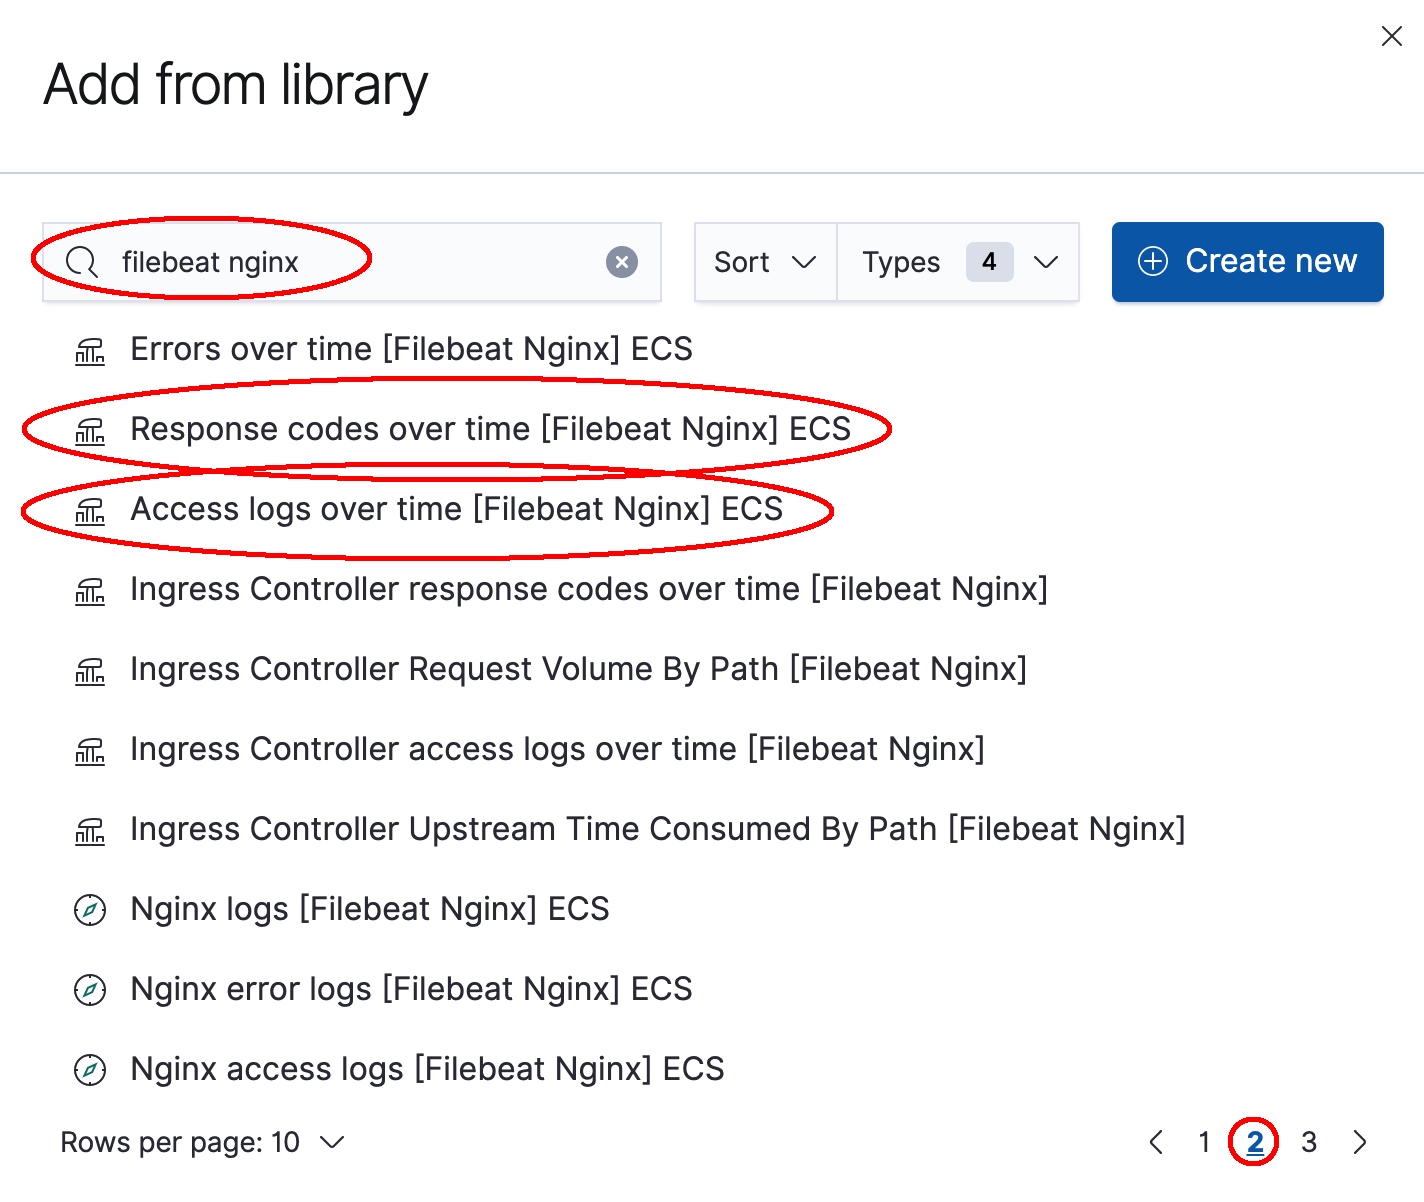 Add from library
filebeat nginx
Sort
Types 4
Create new
Errors over time [Filebeat Nginx] ECS
Response codes over time [Filebeat Nginx] ECS
Access logs over time [Filebeat Nginx] ECS
Ingress Controller response codes over time [Filebeat Nginx]
Ingress Controller Request Volume By Path [Filebeat Nginx]
Ingress Controller access logs over time [Filebeat Nginx]
Ingress Controller Upstream Time Consumed By Path [Filebeat Nginx]
Nginx logs [Filebeat Nginx] ECS
Nginx error logs [Filebeat Nginx] ECS
Nginx access logs [Filebeat Nginx] ECS
Rows per page: 10
1 2 3